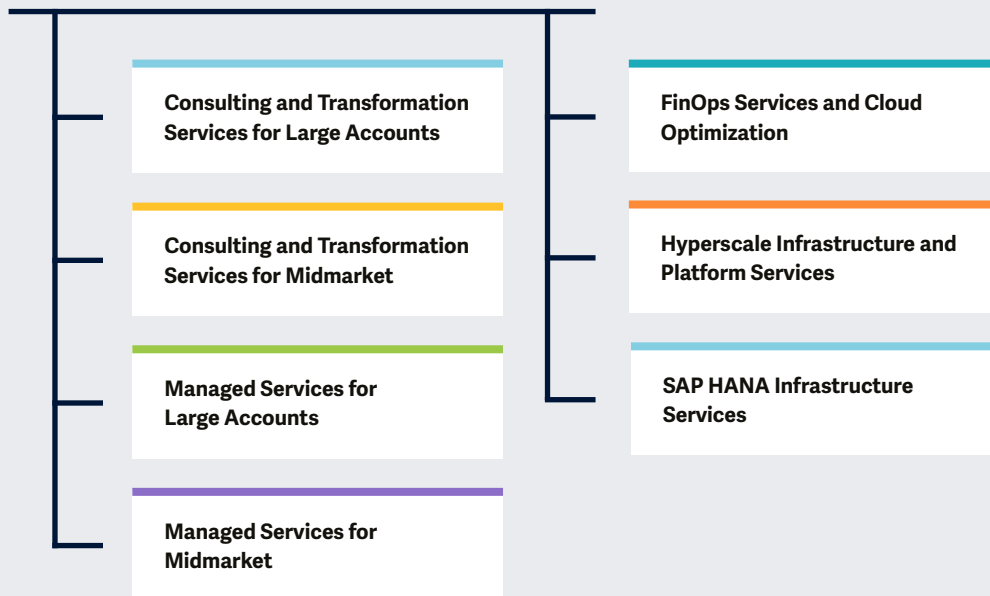 Consulting and Transformation
Services for Large Accounts
Consulting and Transformation
Services for Midmarket
Managed Services for
Large Accounts
Managed Services for
Midmarket
FinOps Services and Cloud
Optimization
Hyperscale Infrastructure and
Platform Services
SAP HANA Infrastructure
Services